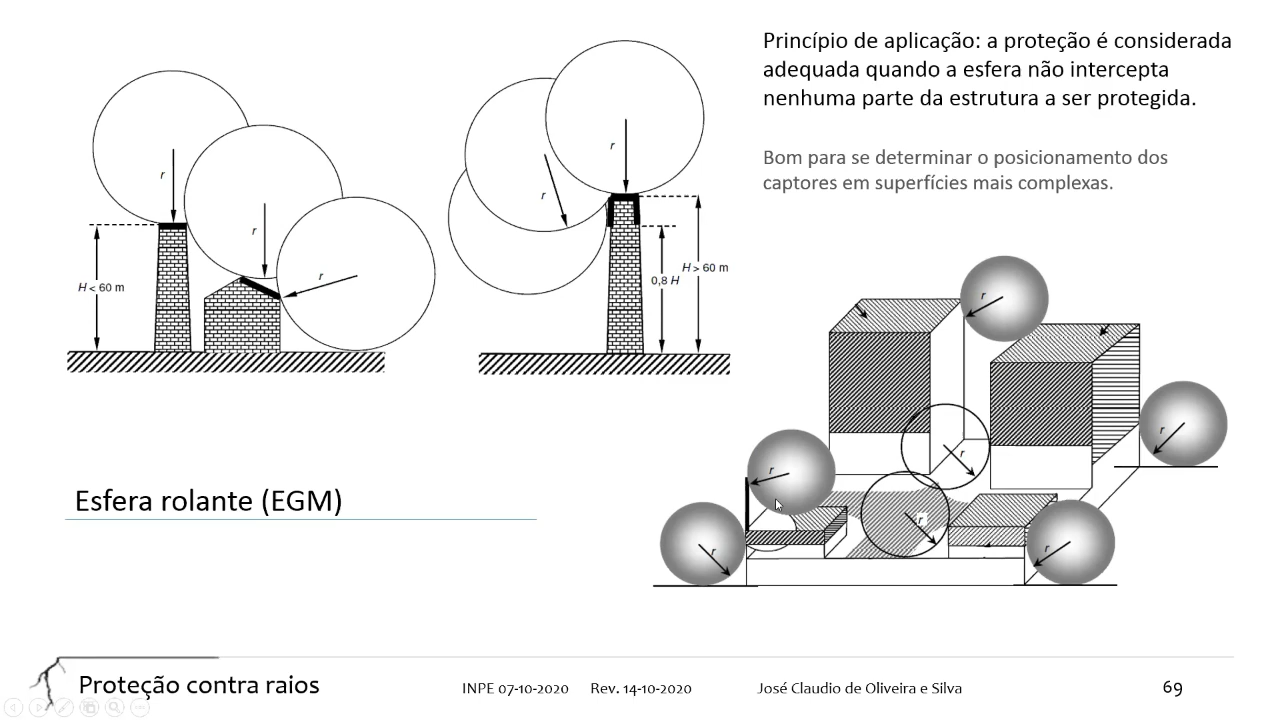 Princípio de aplicação: a proteção é considerada
adequada quando a esfera não intercepta
nenhuma parte da estrutura a ser protegida.
Bom para se determinar o posicionamento dos
captores em superfícies mais complexas.
r
r
r
H < 60 m
r
r
0,8 H
H > 60 m
r
r
r
r
r
r
r
Esfera rolante (EGM)
Proteção contra raios
INPE 07-10-2020
Rev. 14-10-2020
José Claudio de Oliveira e Silva
69